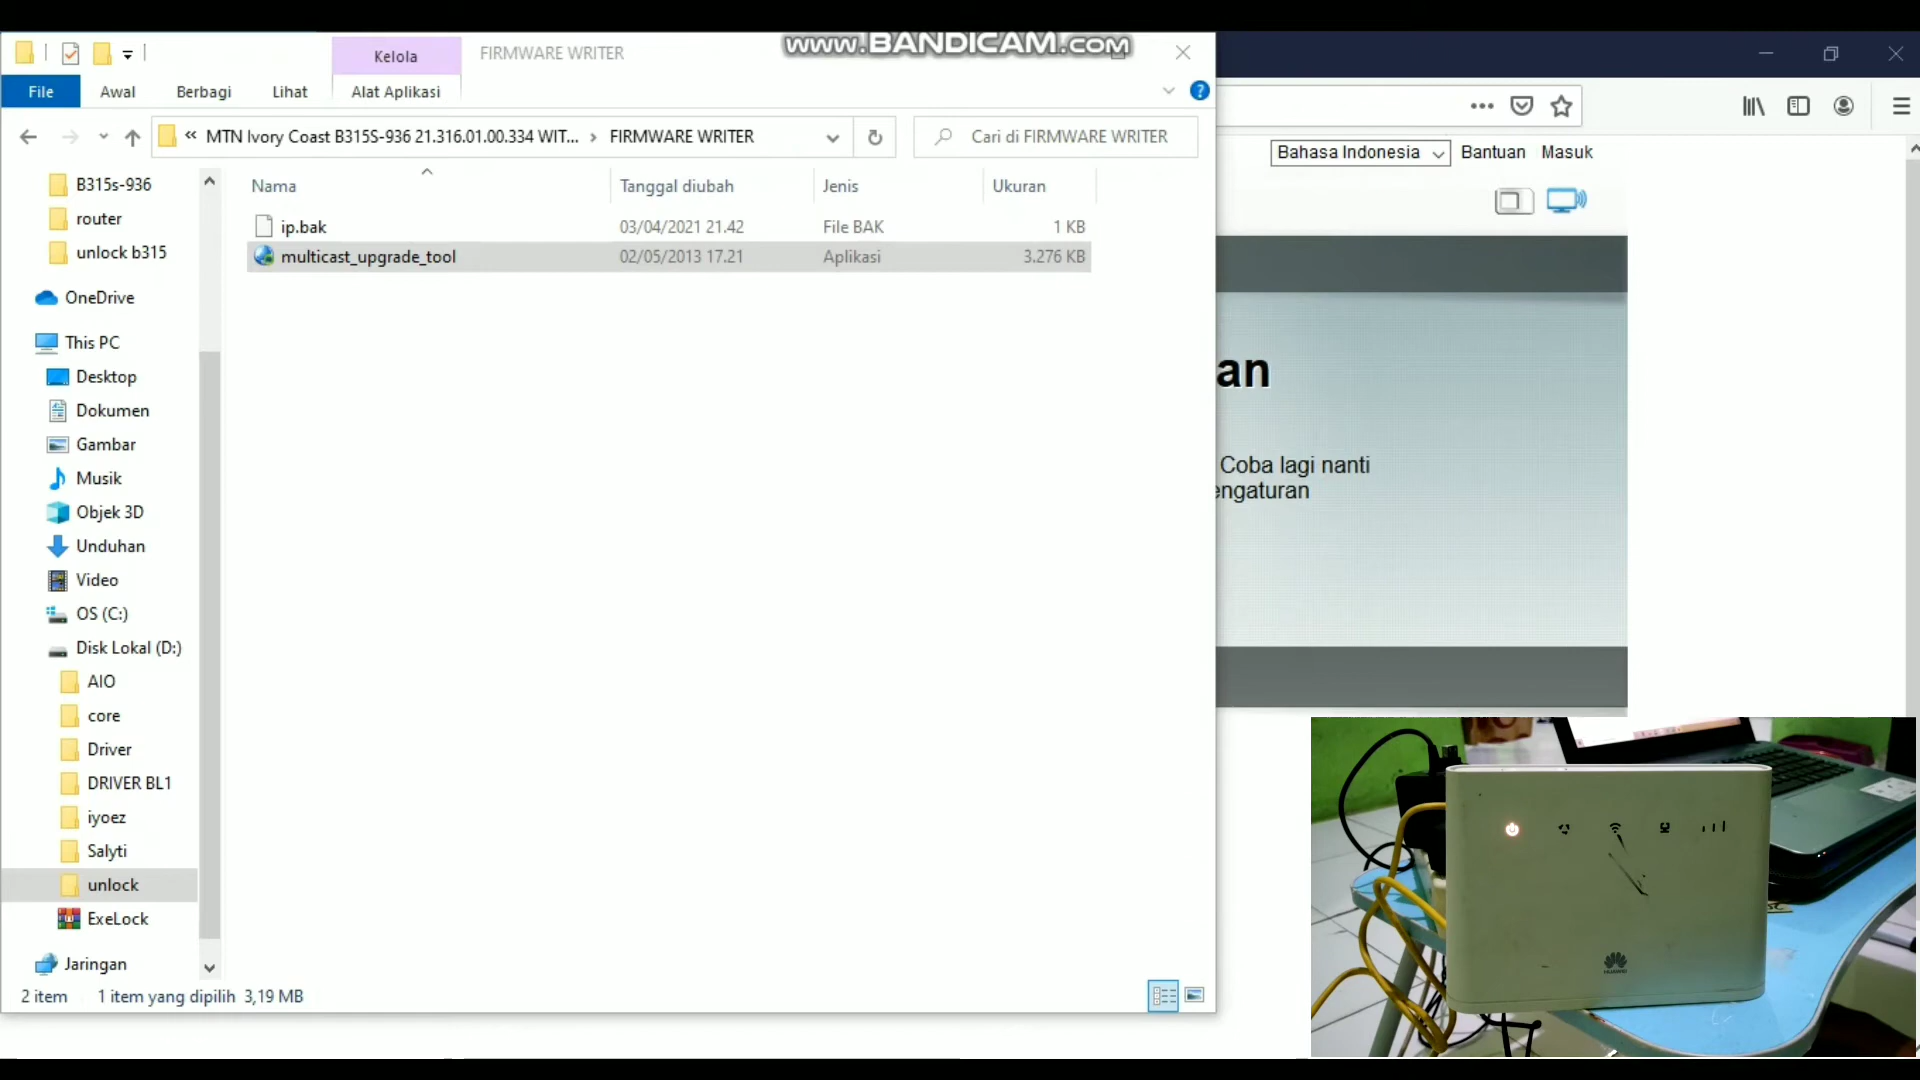 Kelola
FIRMWARE WRITER
www.BANDICAM.com
File
Awal
Berbagi
Lihat
Alat Aplikasi
« MTN Ivory Coast B315S-936 21.316.01.00.334 WIT... › FIRMWARE WRITER
Cari di FIRMWARE WRITER
Bahasa Indonesia
Bantuan
Masuk
Nama
Tanggal diubah
Jenis
Ukuran
ip.bak
03/04/2021 21.42
File BAK
1 KB
multicast_upgrade_tool
02/05/2013 17.21
Aplikasi
3.276 KB
B315s-936
router
unlock b315
OneDrive
This PC
Desktop
Dokumen
Gambar
Musik
Objek 3D
Unduhan
Video
OS (C:)
Disk Lokal (D:)
AIO
core
Driver
DRIVER BL1
iyoez
Salyti
unlock
ExeLock
Jaringan
an
Coba lagi nanti
engaturan
2 item
1 item yang dipilih 3,19 MB
HUAWEI